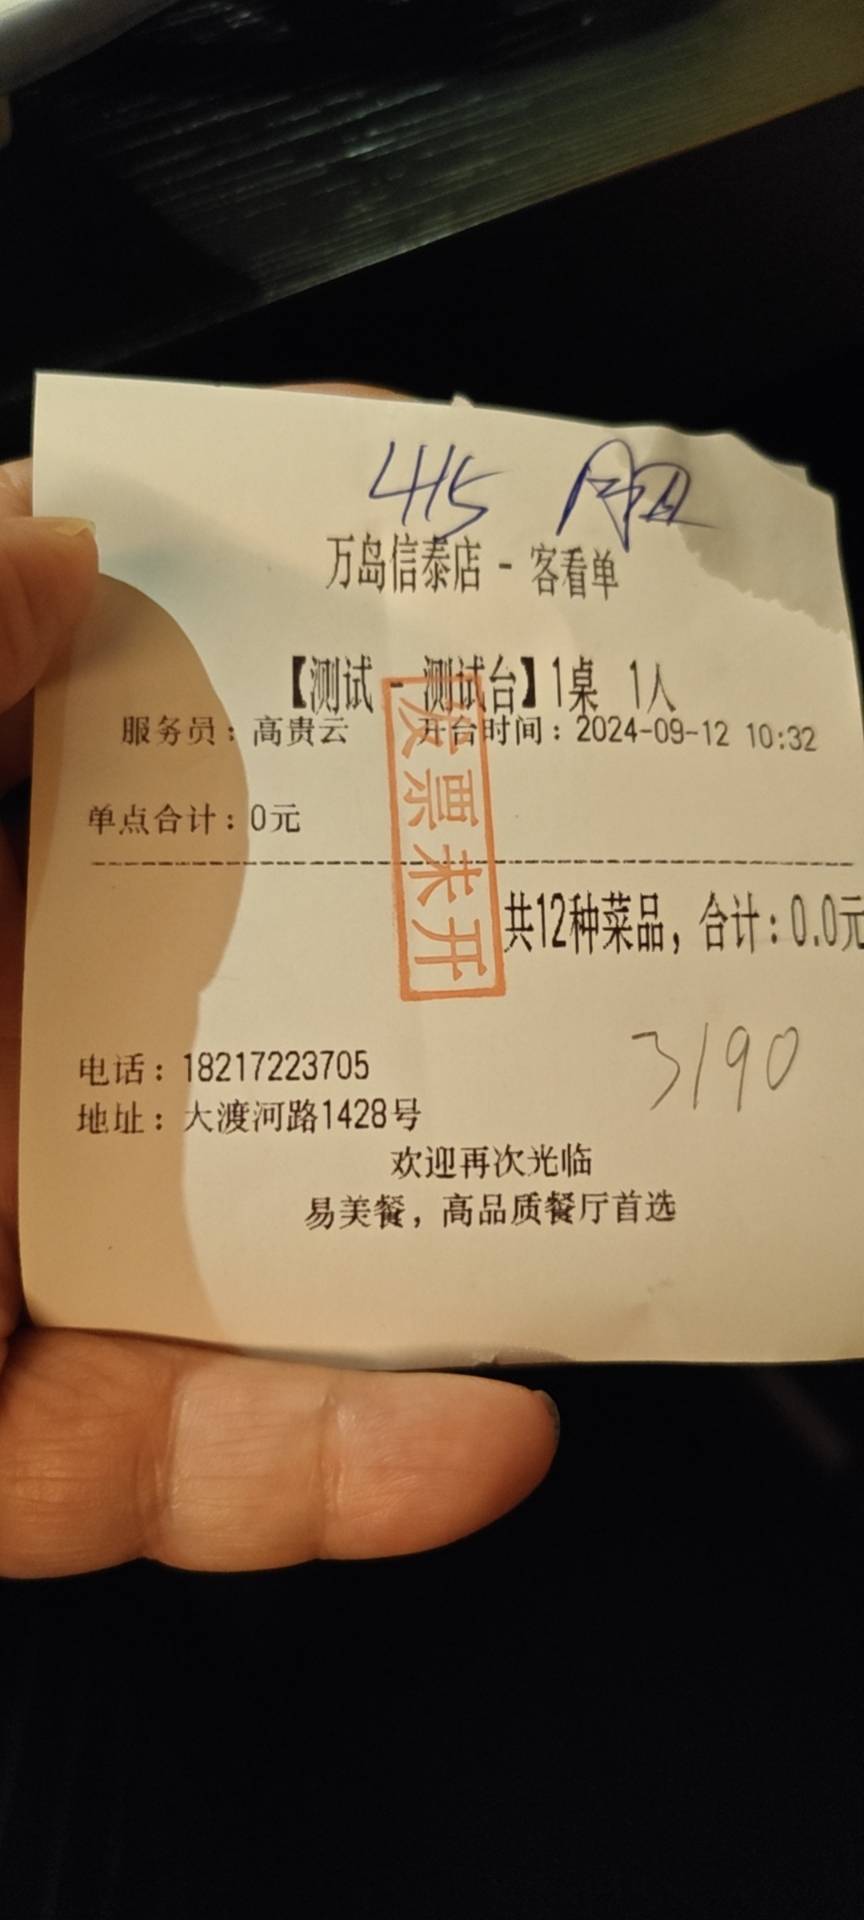 415
万岛信泰店 - 客看单
【测试 - 测试台】1桌 1人
服务员：高贵云 开台时间：2024-09-12 10:32
单点合计：0元
发票未开
共12种菜品，合计：0.0元
3190
电话：18217223705
地址：大渡河路1428号
欢迎再次光临
易美餐，高品质餐厅首选